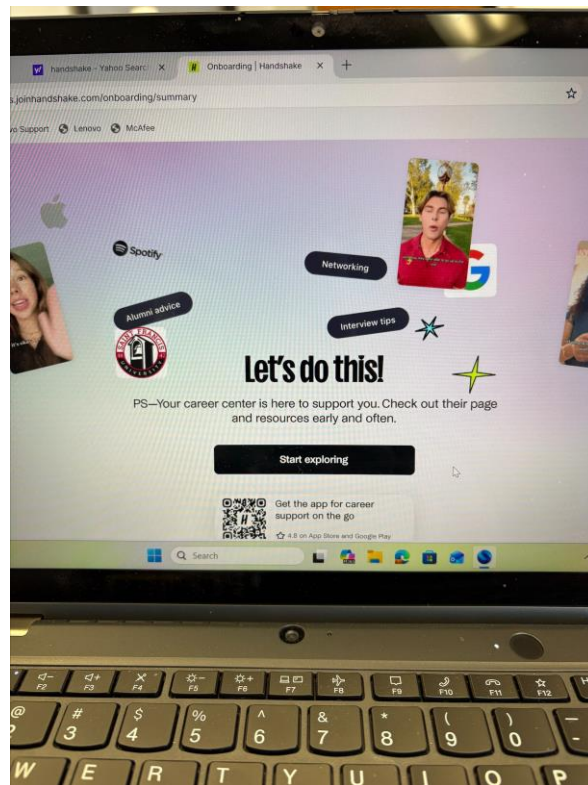 handshake - Yahoo Searc
Onboarding | Handshake
s.joinhandshake.com/onboarding/summary
Support
Lenovo
McAfee
Spotify
Networking
Alumni advice
Interview tips
SAINT FRANCIS
UNIVERSITY
Let's do this!
PS—Your career center is here to support you. Check out their page
and resources early and often.
Start exploring
Get the app for career
support on the go
4.8 on App Store and Google Play
Search
F2 F3 F4 F5 F6 F7 F8 F9 F10 F11 F12
@ # $ % ^ & * ( ) —
3 4 5 6 7 8 9 0 -
W E R T Y U I O P